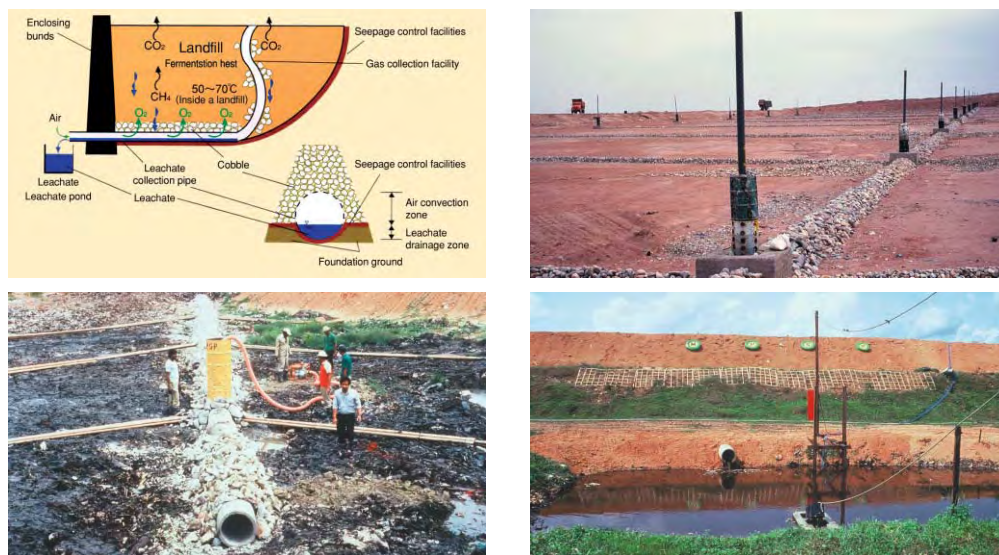 Enclosing
bunds
CO2
Landfill
CO2
Seepage control facilities
Fermentstion hest
Gas collection facility
CH4
50～70℃
(Inside a landfill)
Air
O2
O2
O2
Cobble
Leachate
Leachate pond
Leachate
collection pipe
Leachate
Seepage control facilities
Air convection
zone
Leachate
drainage zone
Foundation ground
SP